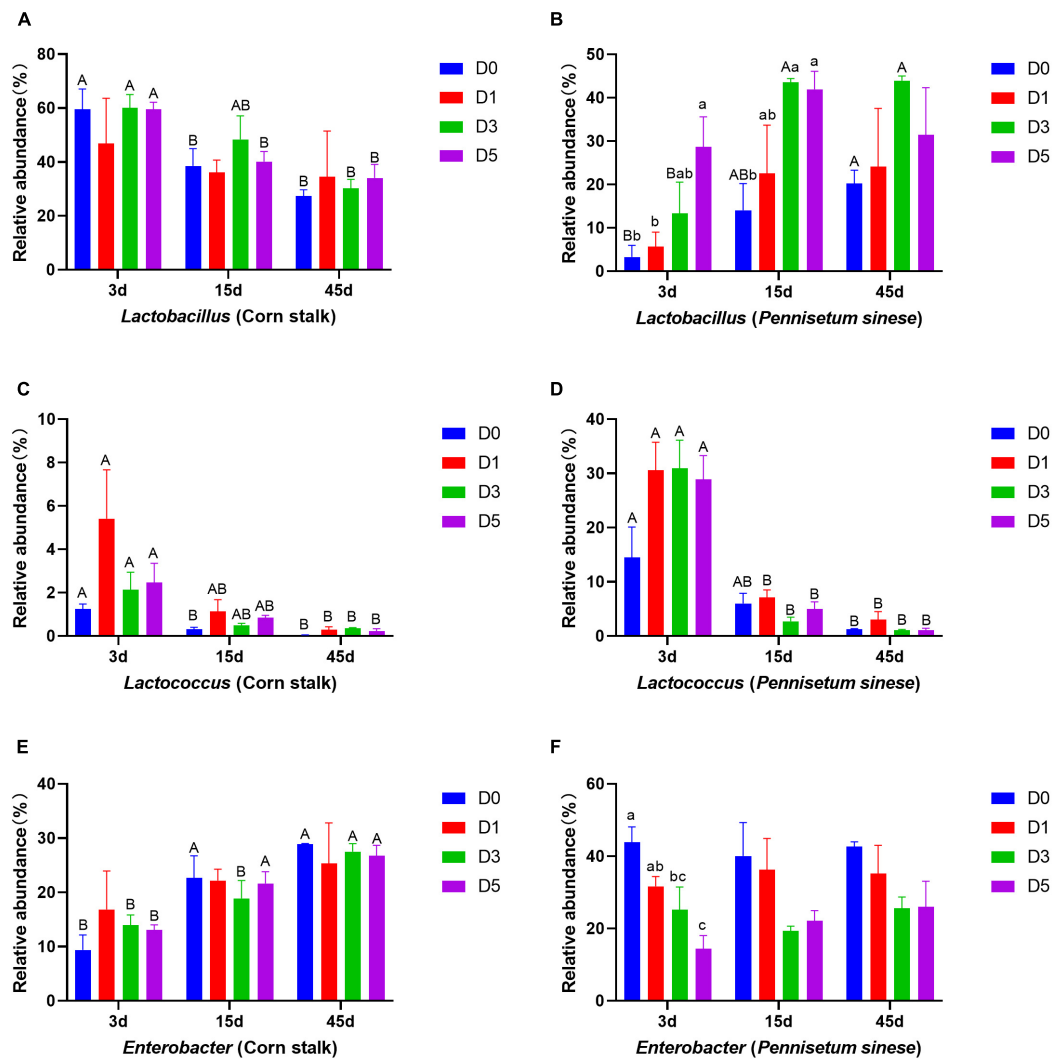 A
Relative abundance（%）
80
60
40
20
0
A
A
A
B
AB
B
B
B
B
3d
15d
45d
Lactobacillus (Corn stalk)
D0
D1
D3
D5
B
Relative abundance（%）
50
40
30
20
10
0
Bb
b
Bab
a
ABb
ab
Aa
a
A
A
3d
15d
45d
Lactobacillus (Pennisetum sinese)
D0
D1
D3
D5
C
Relative abundance（%）
10
8
6
4
2
0
A
A
A
A
B
AB
AB
AB
B
B
B
B
3d
15d
45d
Lactococcus (Corn stalk)
D0
D1
D3
D5
D
Relative abundance（%）
40
30
20
10
0
A
A
A
A
AB
B
B
B
B
B
B
B
3d
15d
45d
Lactococcus (Pennisetum sinese)
D0
D1
D3
D5
E
Relative abundance（%）
40
30
20
10
0
B
B
B
A
B
A
A
A
A
3d
15d
45d
Enterobacter (Corn stalk)
D0
D1
D3
D5
F
Relative abundance（%）
60
40
20
0
a
ab
bc
c
3d
15d
45d
Enterobacter (Pennisetum sinese)
D0
D1
D3
D5